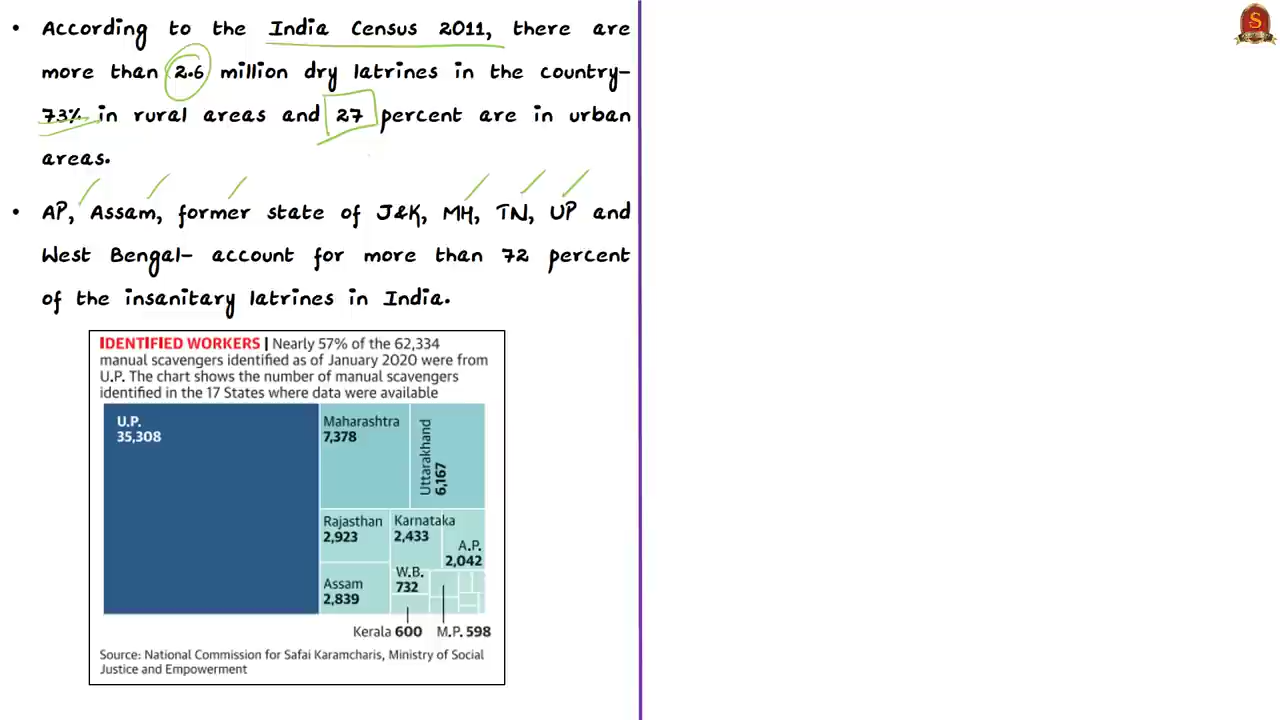 • According to the India Census 2011, there are
more than 2.6 million dry latrines in the country-
73% in rural areas and 27 percent are in urban
areas.
• AP, Assam, former state of J&K, MH, TN, UP and
West Bengal- account for more than 72 percent
of the insanitary latrines in India.
IDENTIFIED WORKERS | Nearly 57% of the 62,334
manual scavengers identified as of January 2020 were from
U.P. The chart shows the number of manual scavengers
identified in the 17 States where data were available
U.P.
35,308
Maharashtra
7,378
Uttarakhand
6,167
Rajasthan
2,923
Karnataka
2,433
A.P.
2,042
Assam
2,839
W.B.
732
Kerala 600
M.P. 598
Source: National Commission for Safai Karamcharis, Ministry of Social
Justice and Empowerment
S